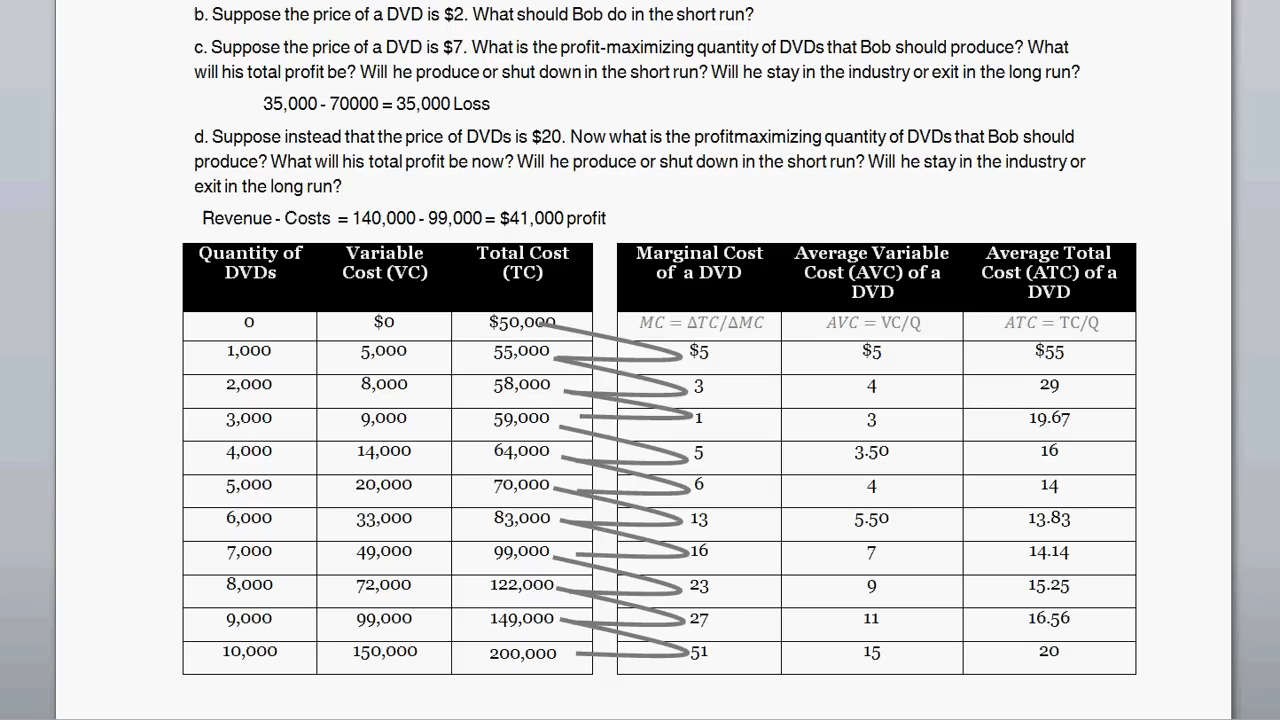 b. Suppose the price of a DVD is $2. What should Bob do in the short run?
c. Suppose the price of a DVD is $7. What is the profit-maximizing quantity of DVDs that Bob should produce? What
will his total profit be? Will he produce or shut down in the short run? Will he stay in the industry or exit in the long run?
35,000 - 70000 = 35,000 Loss
d. Suppose instead that the price of DVDs is $20. Now what is the profitmaximizing quantity of DVDs that Bob should
produce? What will his total profit be now? Will he produce or shut down in the short run? Will he stay in the industry or
exit in the long run?
Revenue - Costs = 140,000 - 99,000 = $41,000 profit
Quantity of DVDs Variable Cost (VC) Total Cost (TC) Marginal Cost of a DVD Average Variable Cost (AVC) of a DVD Average Total Cost (ATC) of a DVD
0 $0 $50,000 MC = ΔTC/ΔMC AVC = VC/Q ATC = TC/Q
1,000 5,000 55,000 $5 $5 $55
2,000 8,000 58,000 3 4 29
3,000 9,000 59,000 1 3 19.67
4,000 14,000 64,000 5 3.50 16
5,000 20,000 70,000 6 4 14
6,000 33,000 83,000 13 5.50 13.83
7,000 49,000 99,000 16 7 14.14
8,000 72,000 122,000 23 9 15.25
9,000 99,000 149,000 27 11 16.56
10,000 150,000 200,000 51 15 20